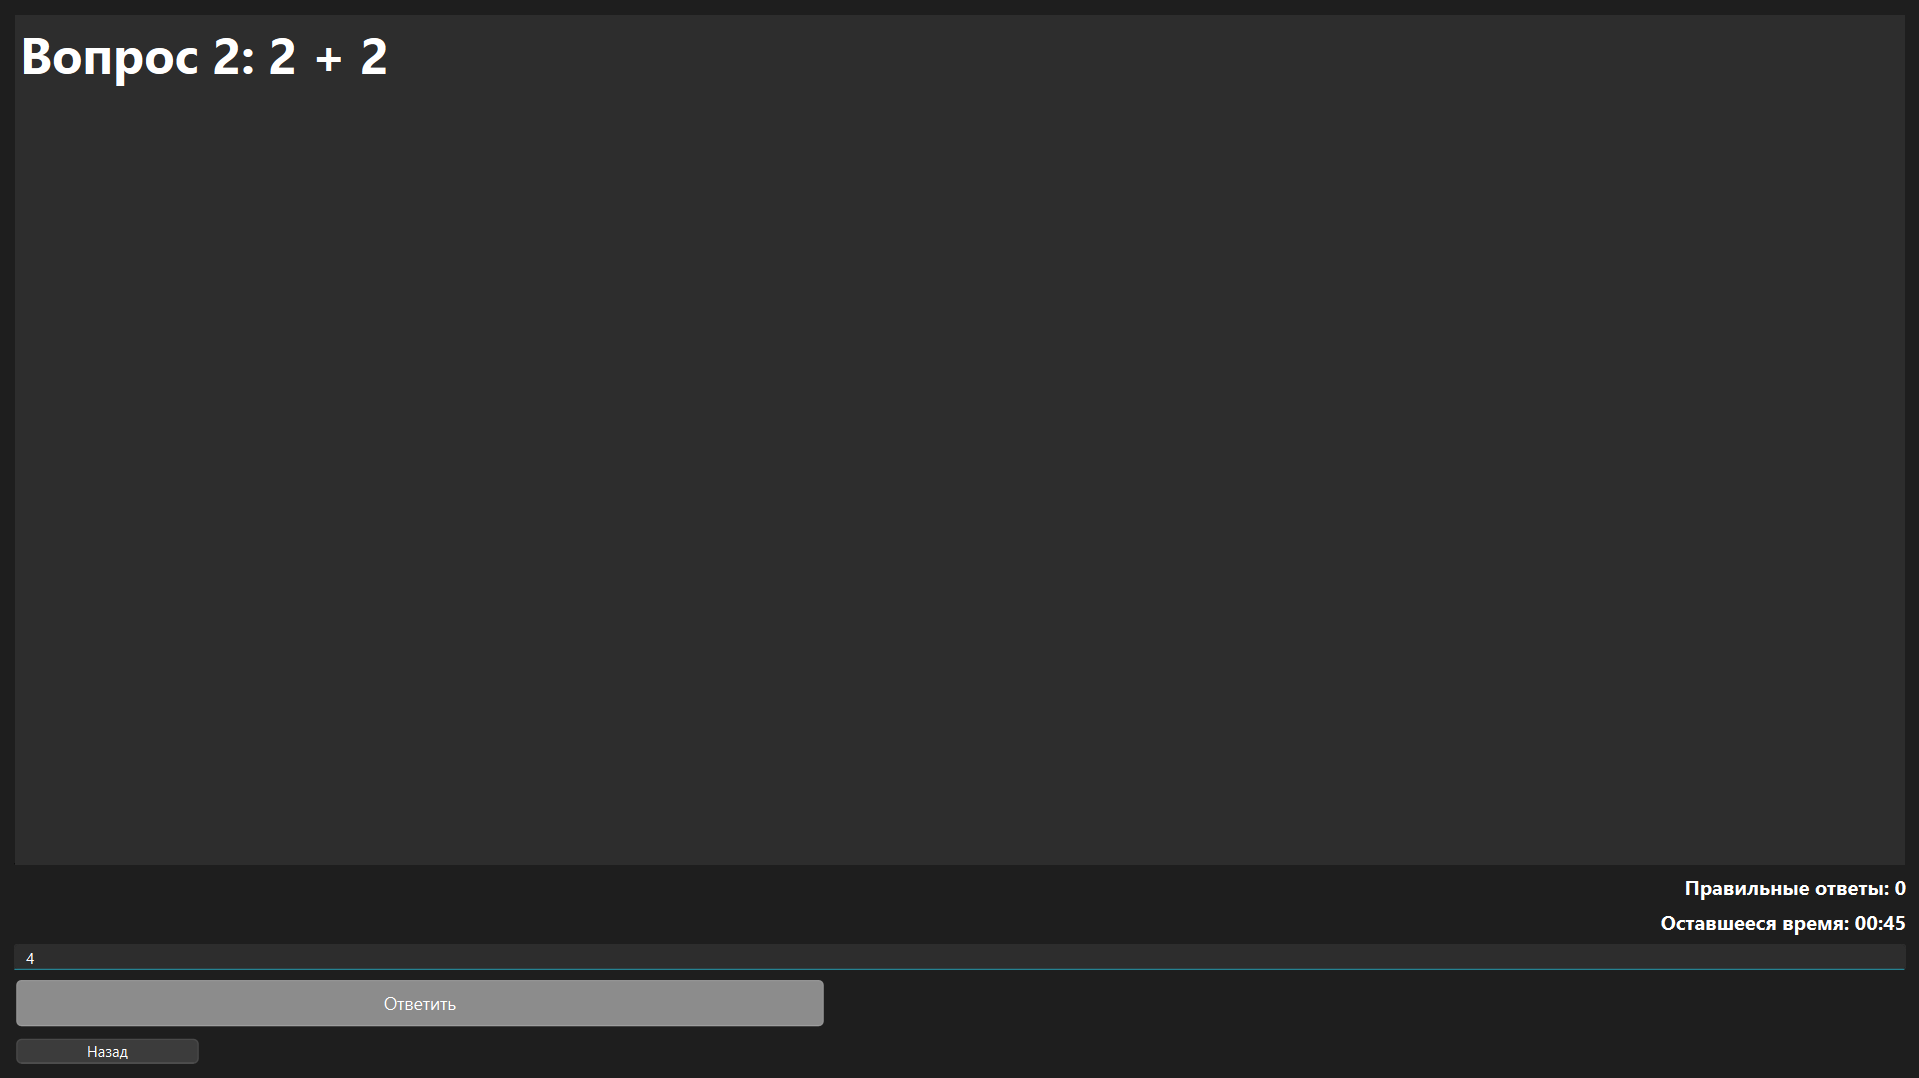 Вопрос 2: 2 + 2
Правильные ответы: 0
Оставшееся время: 00:45
4
Ответить
Назад